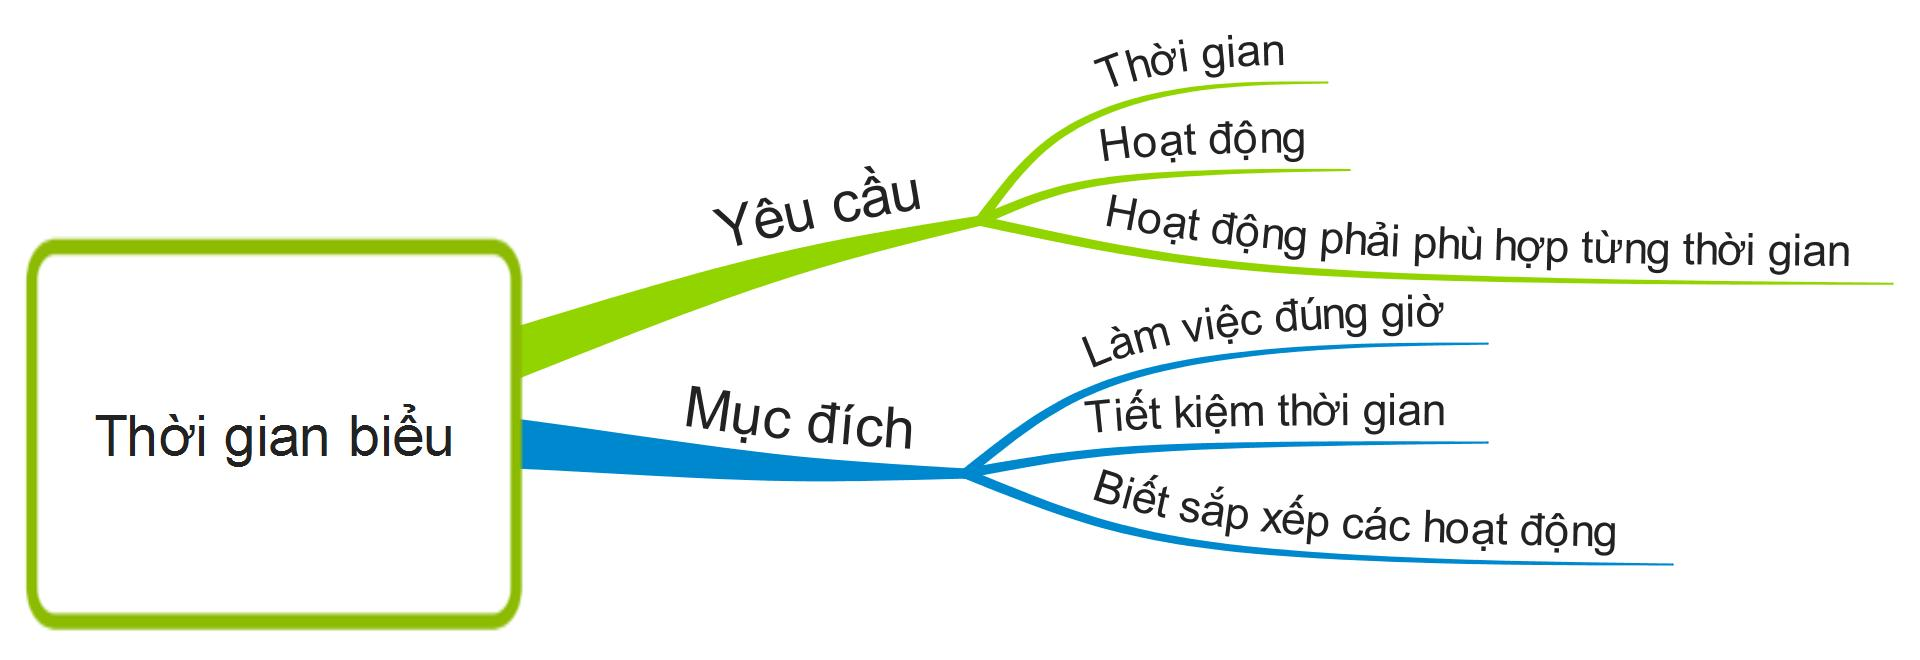 Thời gian biểu
Yêu cầu
Thời gian
Hoạt động
Hoạt động phải phù hợp từng thời gian
Mục đích
Làm việc đúng giờ
Tiết kiệm thời gian
Biết sắp xếp các hoạt động